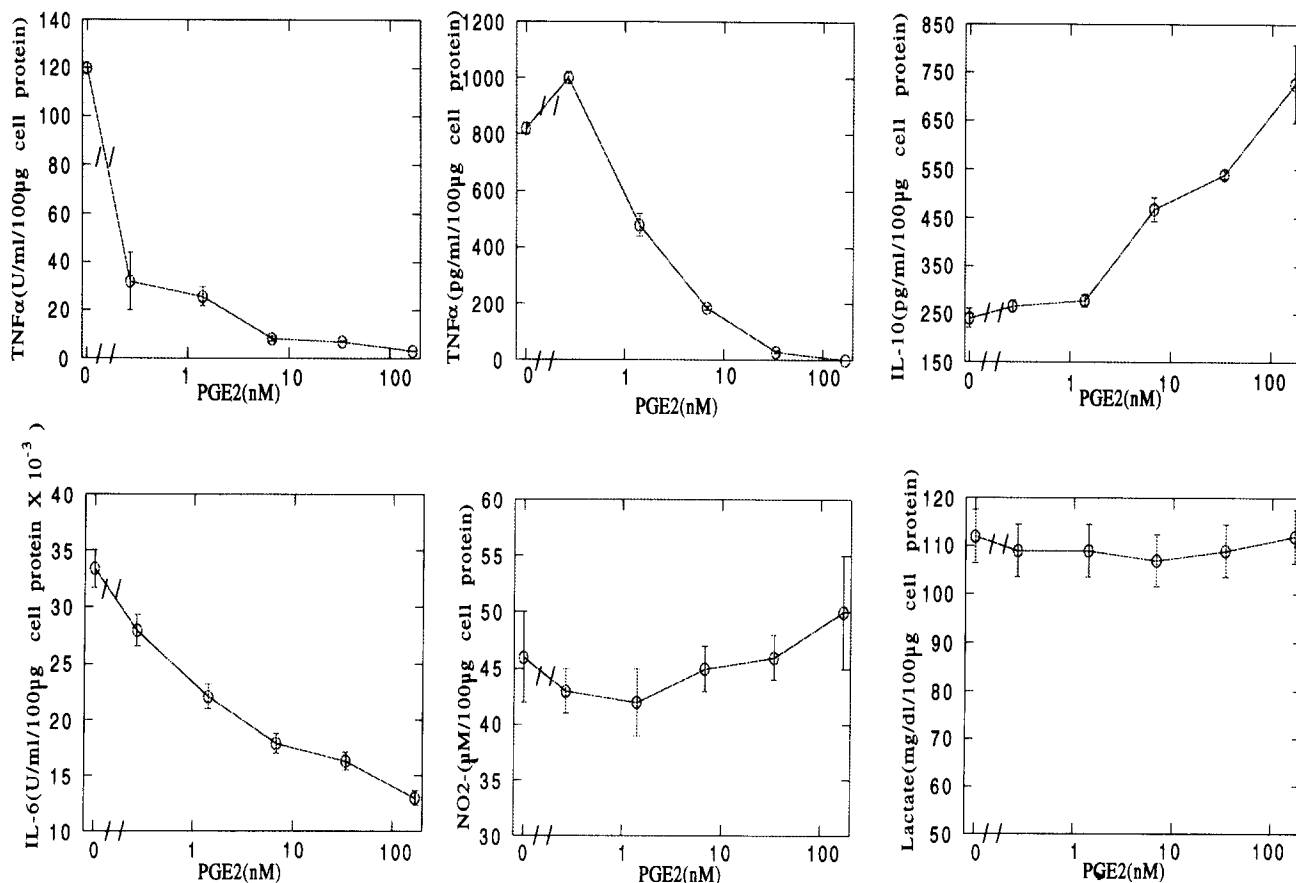 TNFα(U/ml/100µg cell protein)
140
120
100
80
60
40
20
0
0 1 10 100
PGE2(nM)
TNFα(pg/ml/100µg cell protein)
1200
1000
800
600
400
200
0
0 1 10 100
PGE2(nM)
IL-10(pg/ml/100µg cell protein)
850
750
650
550
450
350
250
150
0 1 10 100
PGE2(nM)
IL-6(U/ml/100µg cell protein X 10⁻³)
40
35
30
25
20
15
10
0 1 10 100
PGE2(nM)
NO2-(µM/100µg cell protein)
60
55
50
45
40
35
30
0 1 10 100
PGE2(nM)
Lactate(mg/dl/100µg cell protein)
120
110
100
90
80
70
60
50
0 1 10 100
PGE2(nM)